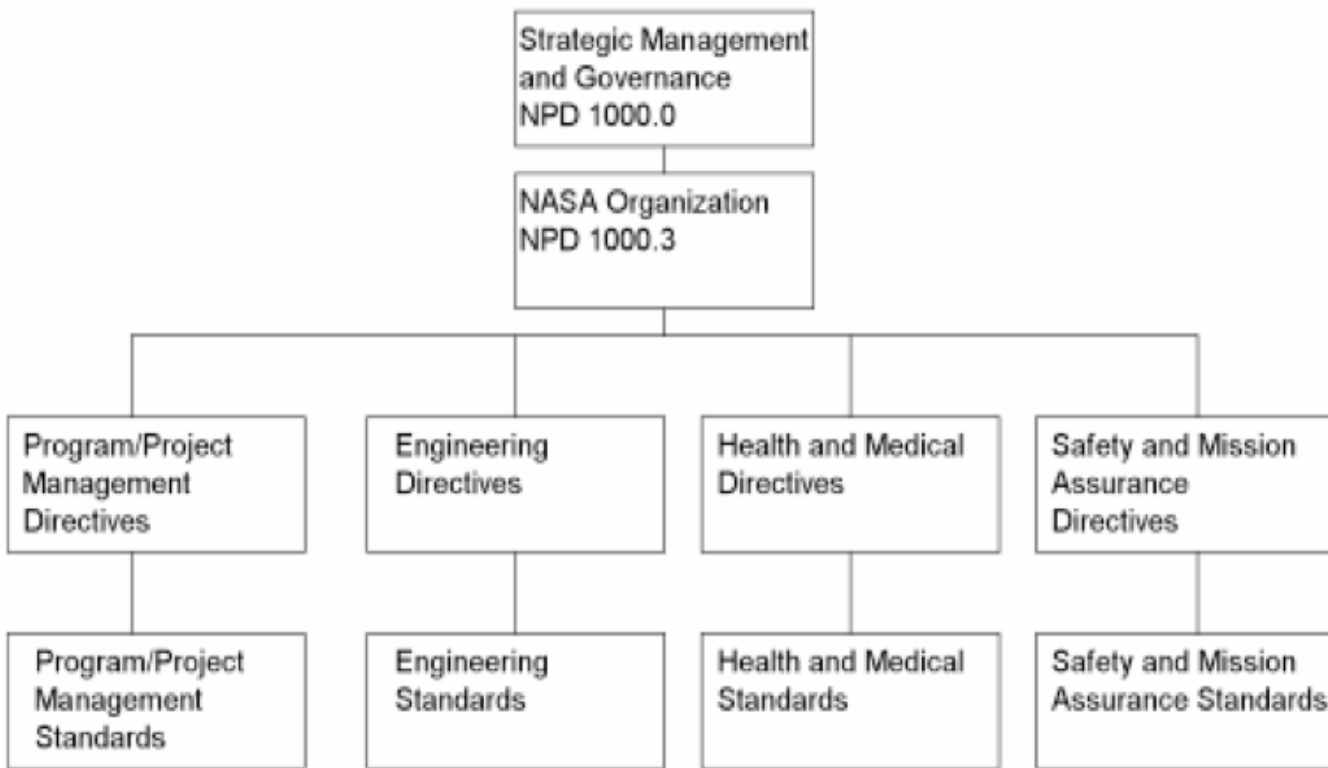 Strategic Management
and Governance
NPD 1000.0
NASA Organization
NPD 1000.3
Program/Project
Management
Directives
Engineering
Directives
Health and Medical
Directives
Safety and Mission
Assurance
Directives
Program/Project
Management
Standards
Engineering
Standards
Health and Medical
Standards
Safety and Mission
Assurance Standards